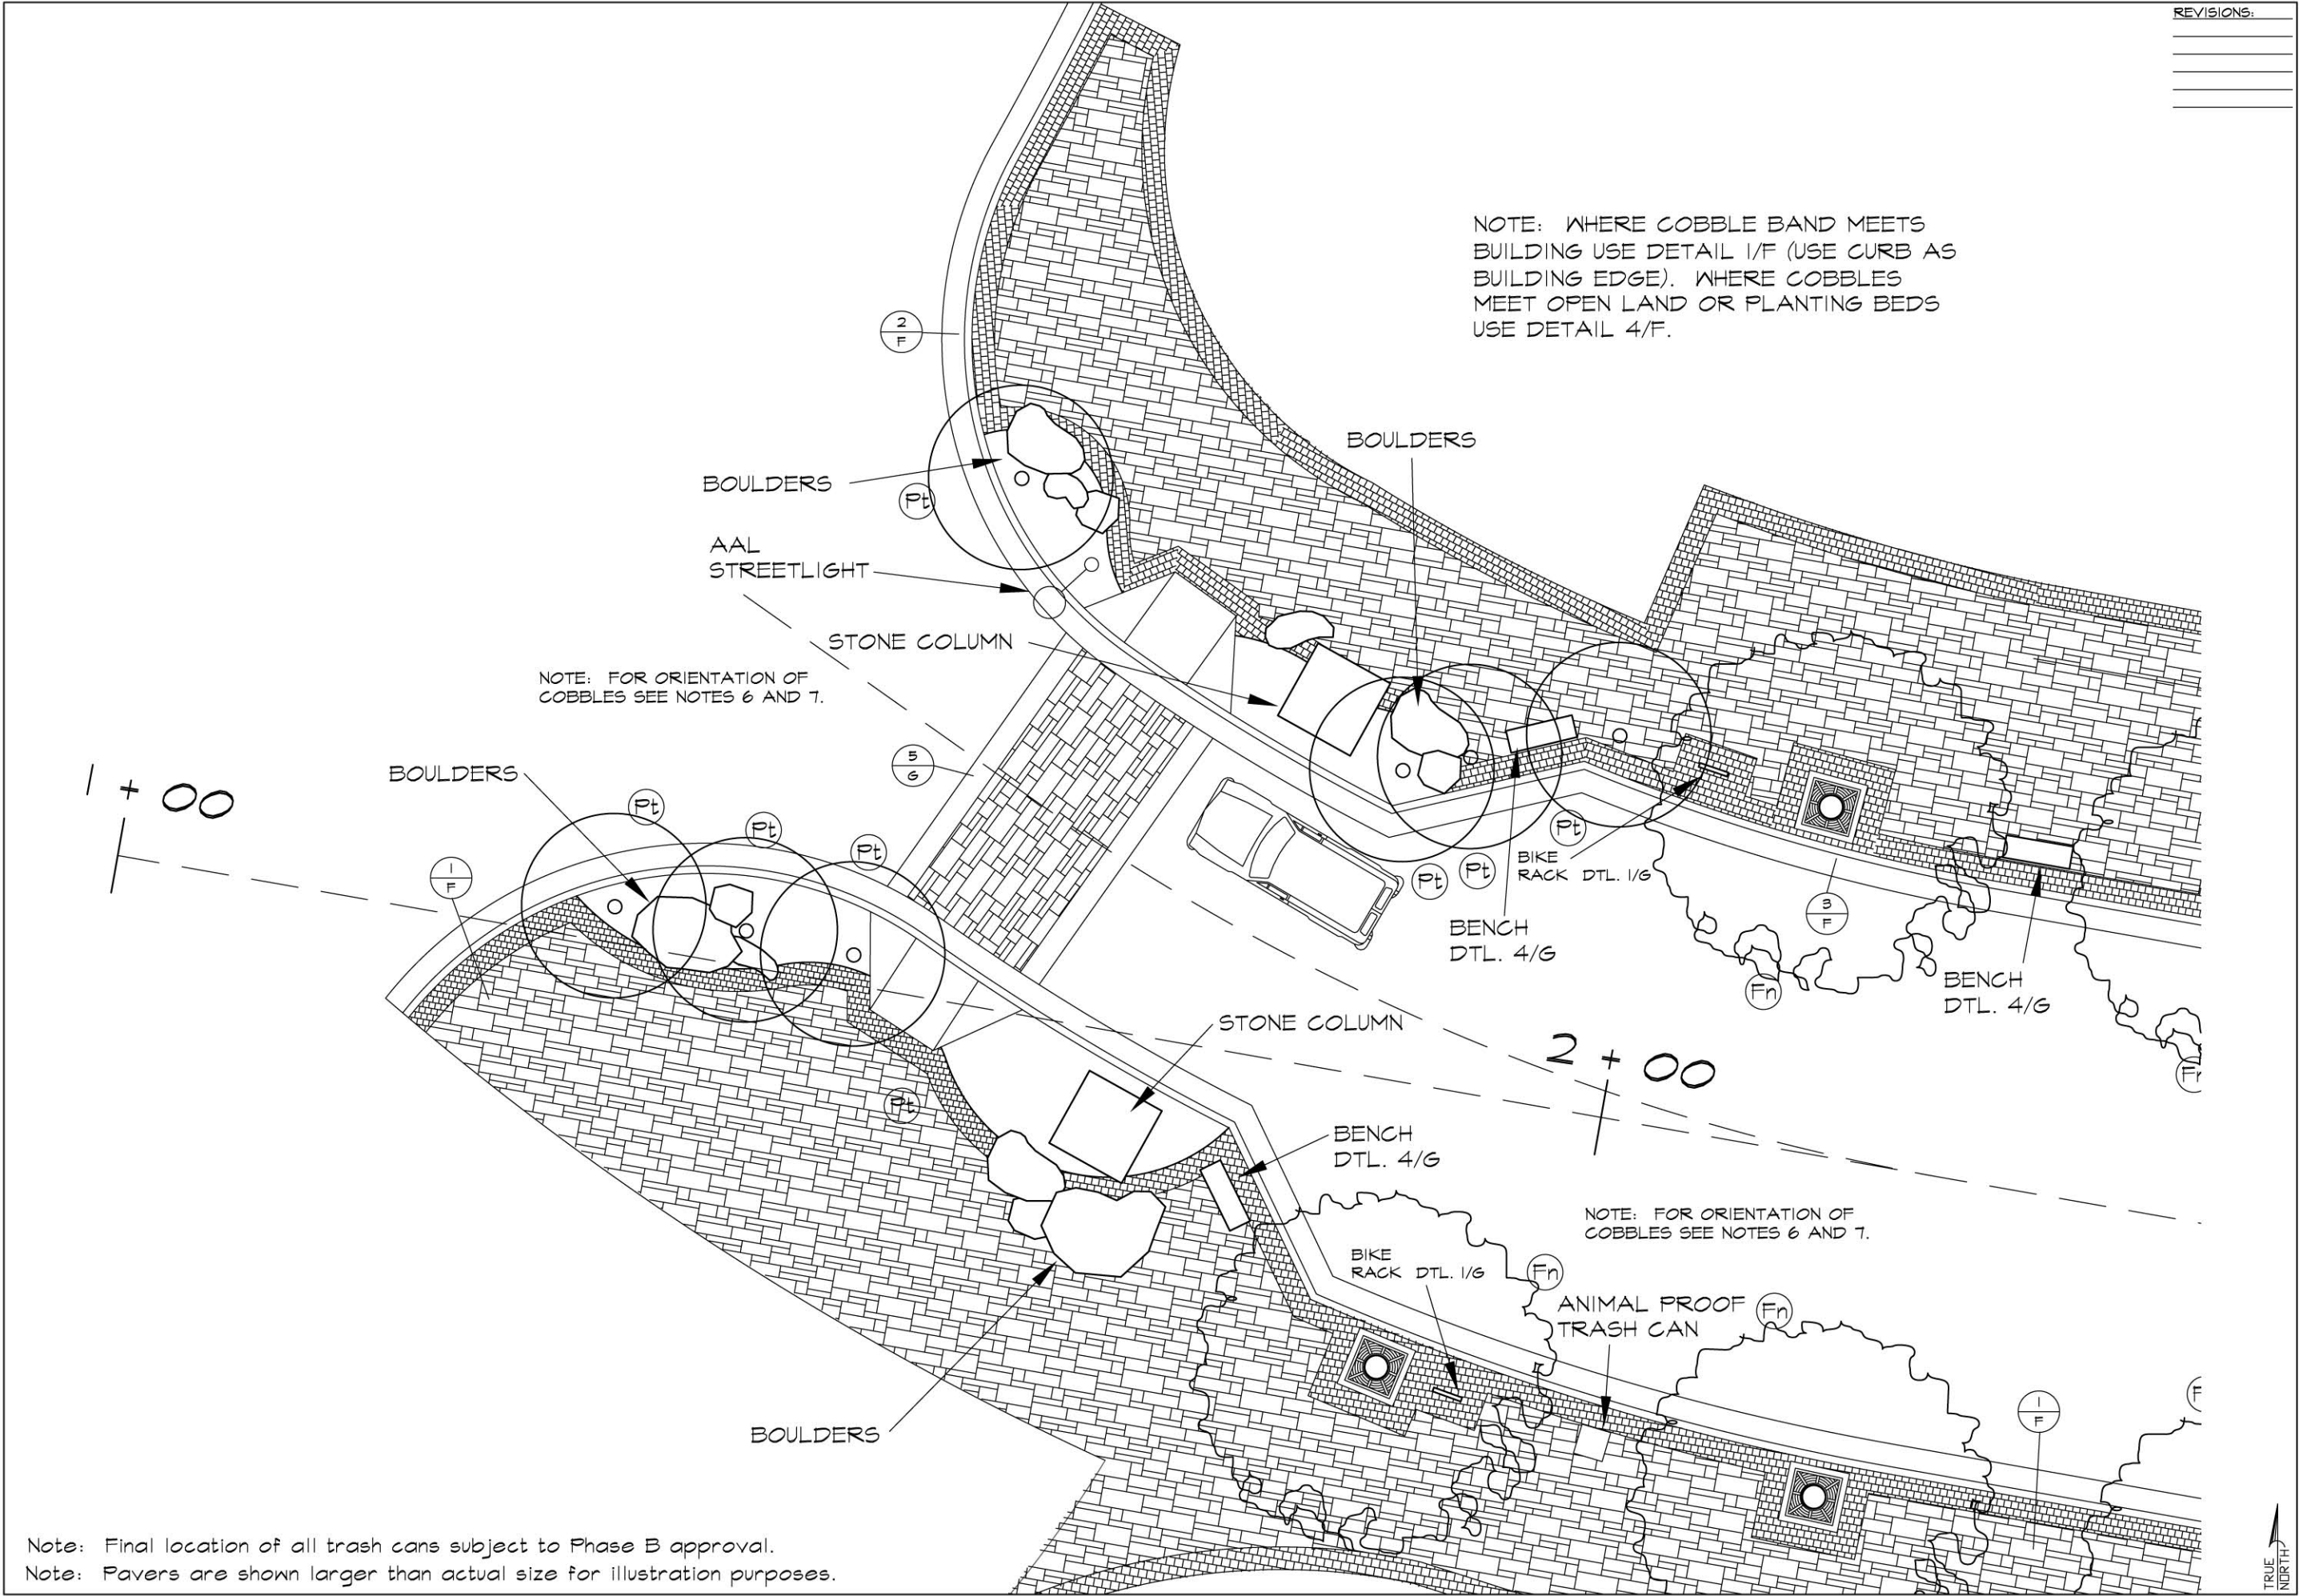 REVISIONS:
NOTE: WHERE COBBLE BAND MEETS
BUILDING USE DETAIL 1/F (USE CURB AS
BUILDING EDGE). WHERE COBBLES
MEET OPEN LAND OR PLANTING BEDS
USE DETAIL 4/F.
2
F
BOULDERS
BOULDERS
Pt
AAL
STREETLIGHT
STONE COLUMN
NOTE: FOR ORIENTATION OF
COBBLES SEE NOTES 6 AND 7.
5
G
BOULDERS
1 + 00
Pt
Pt
Pt
1
F
Pt
Pt
Pt
BIKE
RACK DTL. 1/G
BENCH
DTL. 4/G
3
F
Fn
BENCH
DTL. 4/G
STONE COLUMN
2 + 00
Fn
Pt
BENCH
DTL. 4/G
NOTE: FOR ORIENTATION OF
COBBLES SEE NOTES 6 AND 7.
BIKE
RACK DTL. 1/G
Fn
ANIMAL PROOF
TRASH CAN
Fn
F
1
F
BOULDERS
Note: Final location of all trash cans subject to Phase B approval.
Note: Pavers are shown larger than actual size for illustration purposes.
TRUE
NORTH